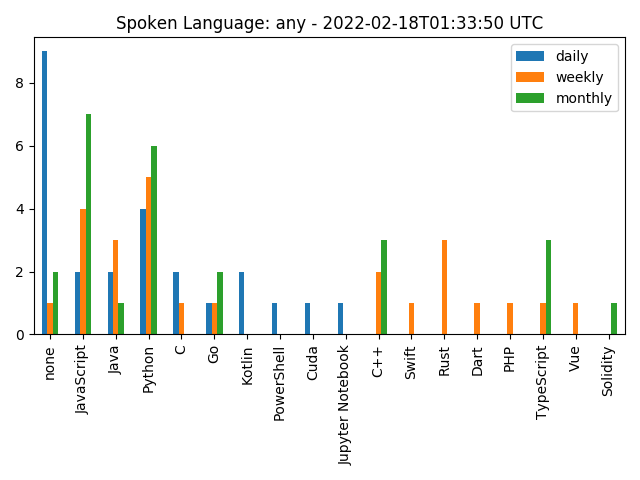 Spoken Language: any - 2022-02-18T01:33:50 UTC
daily
weekly
monthly
8
6
4
2
0
none
JavaScript
Java
Python
C
Go
Kotlin
PowerShell
Cuda
Jupyter Notebook
C++
Swift
Rust
Dart
PHP
TypeScript
Vue
Solidity